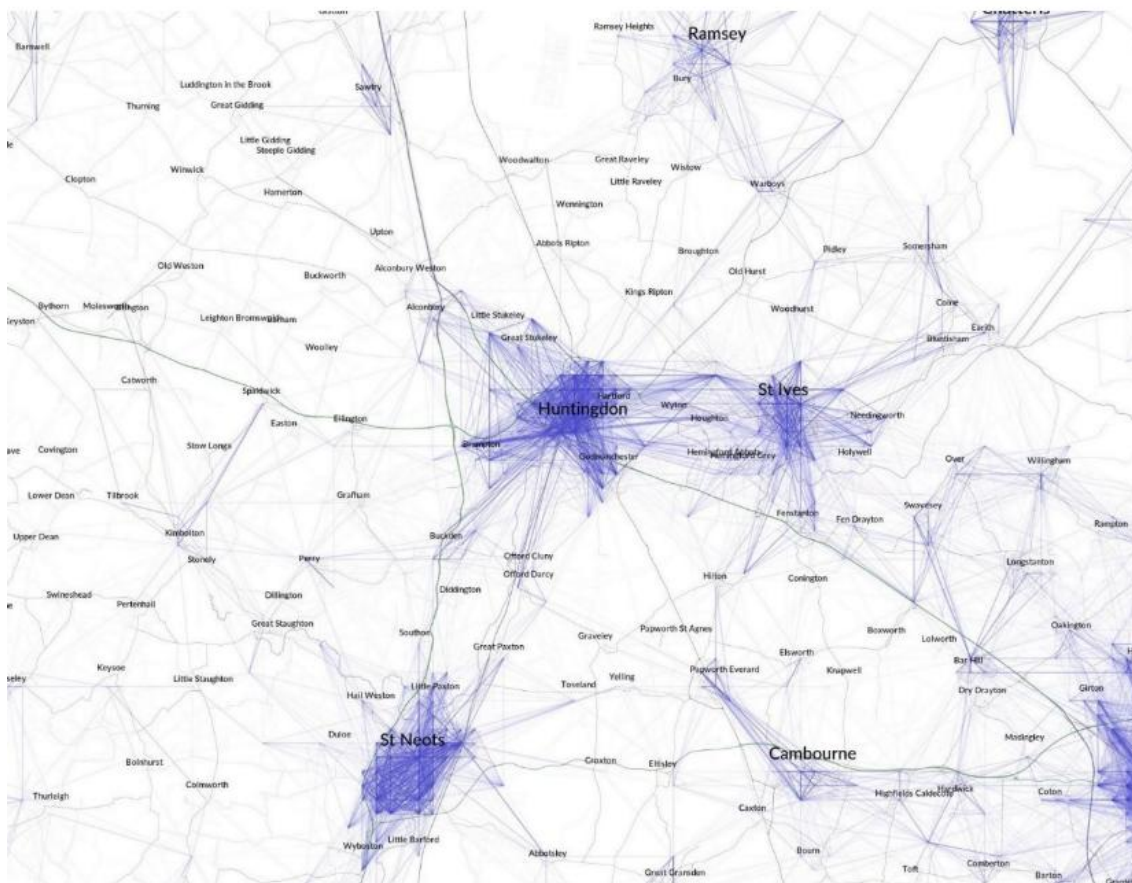 Chatteris
Ramsey Heights
Ramsey
Barnwell
Bury
Luddington in the Brook
Sawtry
Thurning
Great Gidding
Little Gidding
Steeple Gidding
Woodwalton
Great Raveley
Wistow
Winwick
Clopton
Little Raveley
Warboys
Hamerton
Wennington
Upton
Abbots Ripton
Broughton
Pidley
Somersham
Old Weston
Buckworth
Alconbury Weston
Old Hurst
Kings Ripton
Colne
Bythorn
Molesworth
Alconbury
Woodhurst
Keyston
Leighton Bromswold
Barham
Little Stukeley
Earith
Bluntisham
Great Stukeley
Woolley
Catworth
Spaldwick
St Ives
Hartford
Huntingdon
Wyton
Houghton
Needingworth
Easton
Ellington
Brampton
Stow Longa
Covington
Godmanchester
Hemingford Abbots
Hemingford Grey
Holywell
Over
Willingham
Lower Dean
Tilbrook
Grafham
Swavesey
Fenstanton
Fen Drayton
Rampton
Upper Dean
Kimbolton
Buckden
Stonely
Perry
Offord Cluny
Offord Darcy
Longstanton
Hilton
Conington
Diddington
Swineshead
Pertenhall
Dillington
Great Staughton
Southoe
Great Paxton
Graveley
Papworth St Agnes
Boxworth
Lolworth
Oakington
Elsworth
Keysoe
Little Staughton
Hail Weston
Little Paxton
Toseland
Yelling
Papworth Everard
Knapwell
Bar Hill
Dry Drayton
Girton
Duloe
St Neots
Cambourne
Madingley
Bolnhurst
Colmworth
Croxton
Eltisley
Thurleigh
Highfields Caldecote
Hardwick
Coton
Caxton
Wyboston
Little Barford
Abbotsley
Bourn
Great Gransden
Toft
Comberton
Barton